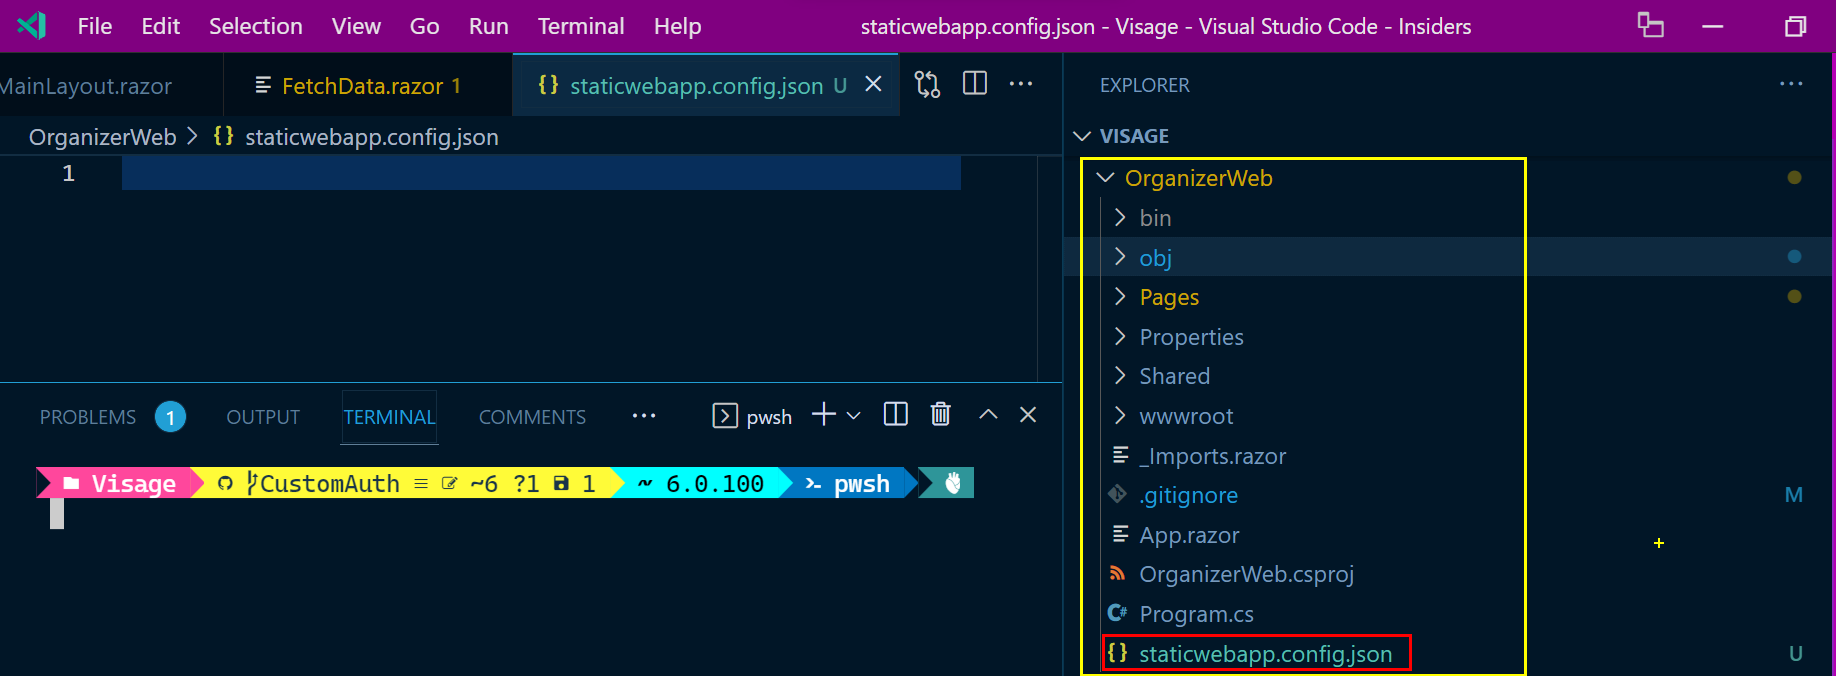 File Edit Selection View Go Run Terminal Help staticwebapp.config.json - Visage - Visual Studio Code - Insiders
MainLayout.razor FetchData.razor 1 {} staticwebapp.config.json U
OrganizerWeb > {} staticwebapp.config.json
1
PROBLEMS 1 OUTPUT TERMINAL COMMENTS ... pwsh
Visage CustomAuth ≡ ~6 ?1 1 ~ 6.0.100 pwsh
EXPLORER ...
VISAGE
OrganizerWeb
bin
obj
Pages
Properties
Shared
wwwroot
_Imports.razor
.gitignore M
App.razor
OrganizerWeb.csproj
C# Program.cs
{} staticwebapp.config.json U